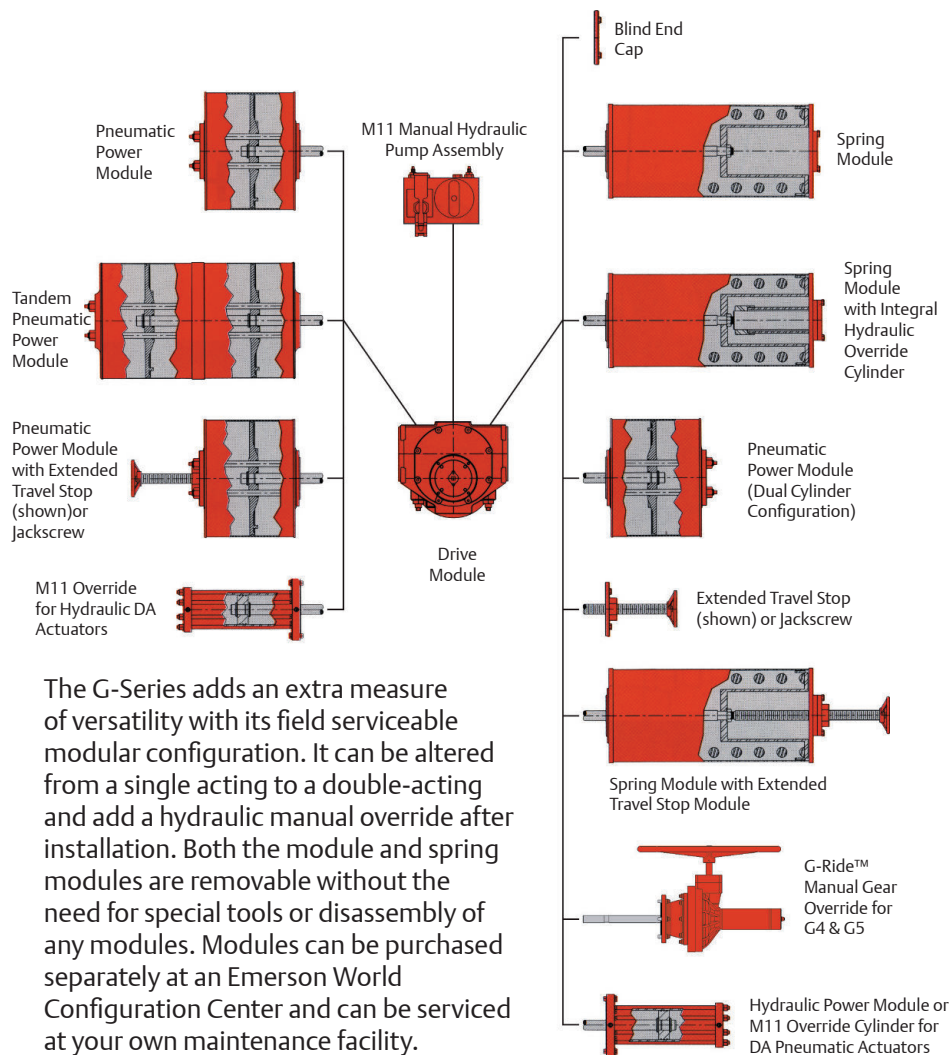 Blind End
Cap
Pneumatic
Power
Module
M11 Manual Hydraulic
Pump Assembly
Spring
Module
Tandem
Pneumatic
Power
Module
Spring
Module
with Integral
Hydraulic
Override
Cylinder
Pneumatic
Power Module
with Extended
Travel Stop
(shown)or
Jackscrew
Pneumatic
Power Module
(Dual Cylinder
Configuration)
Drive
Module
M11 Override
for Hydraulic DA
Actuators
Extended Travel Stop
(shown) or Jackscrew
The G-Series adds an extra measure
of versatility with its field serviceable
modular configuration. It can be altered
from a single acting to a double-acting
and add a hydraulic manual override after
installation. Both the module and spring
modules are removable without the
need for special tools or disassembly of
any modules. Modules can be purchased
separately at an Emerson World
Configuration Center and can be serviced
at your own maintenance facility.
Spring Module with Extended
Travel Stop Module
G-Ride™
Manual Gear
Override for
G4 & G5
Hydraulic Power Module or
M11 Override Cylinder for
DA Pneumatic Actuators